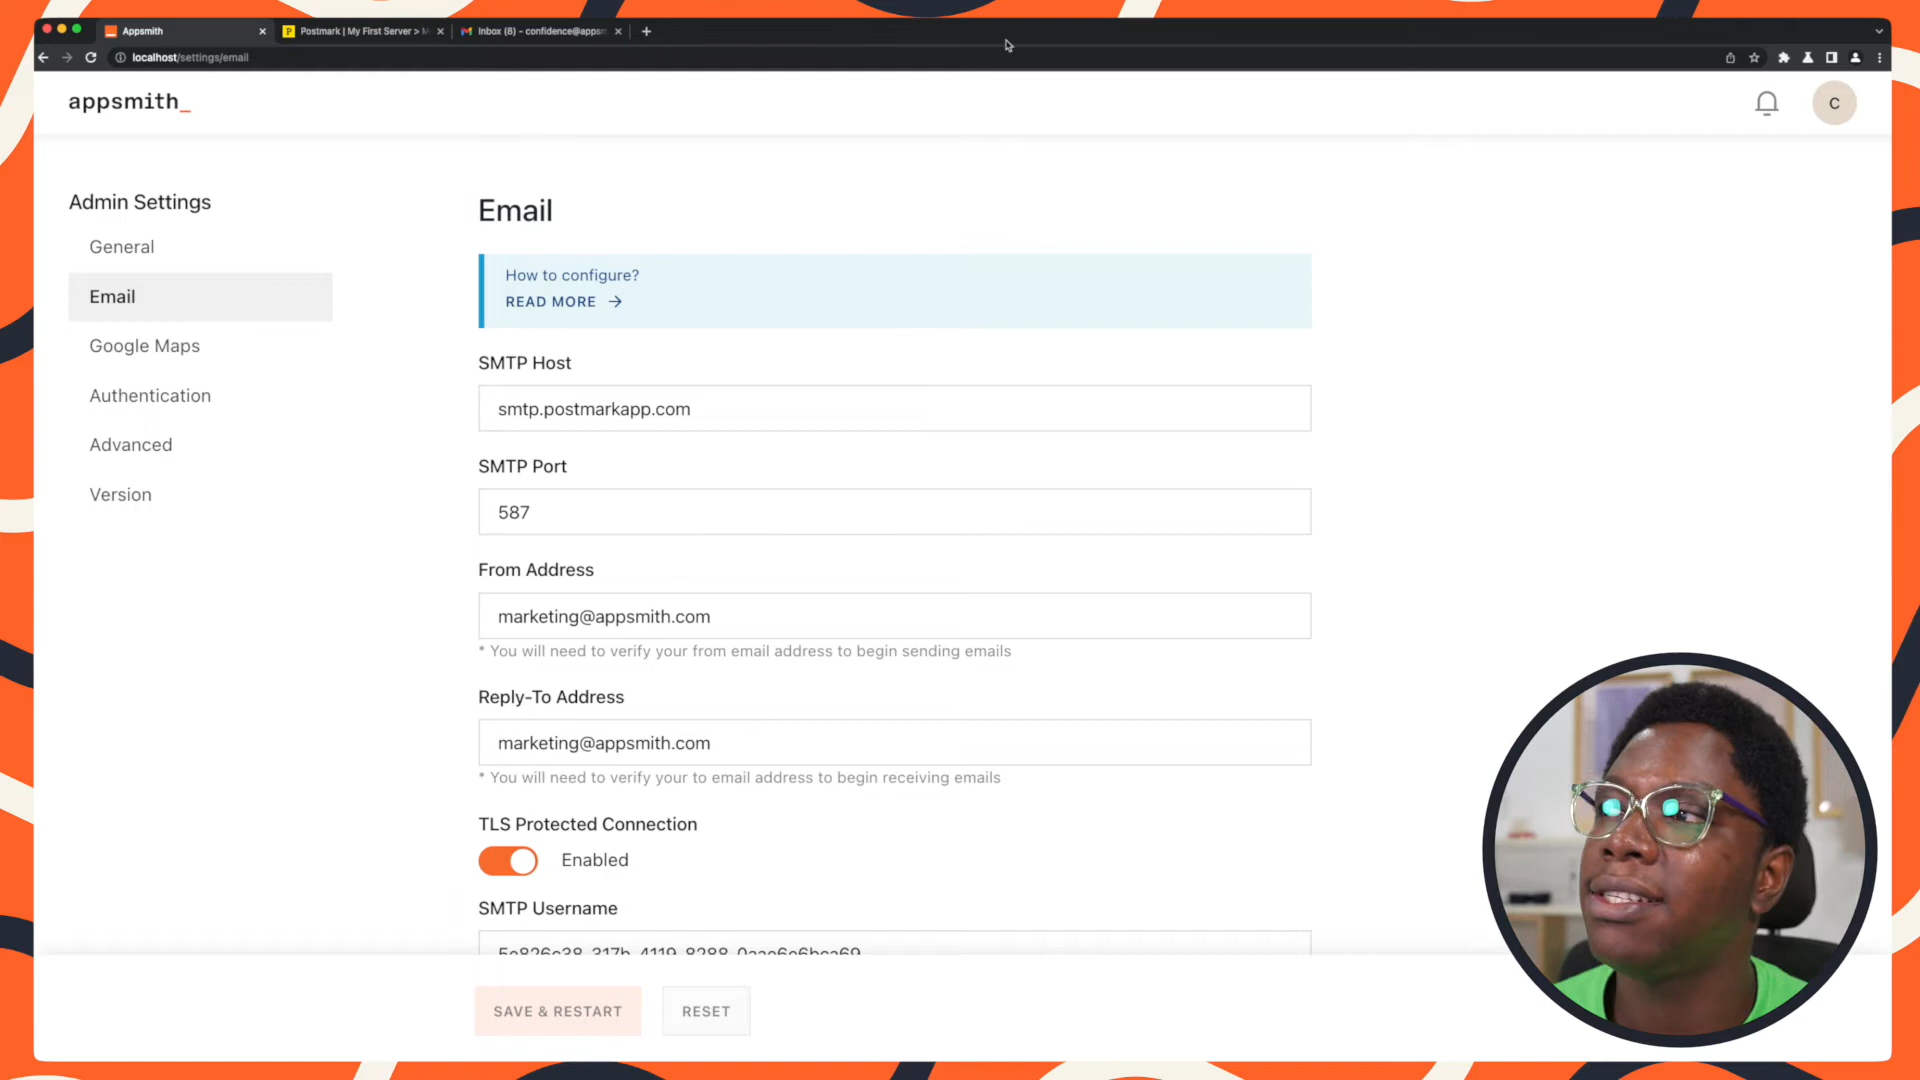 Appsmith
Postmark | My First Server > M
Inbox (8) - confidence@apps
localhost/settings/email
appsmith_
C
Admin Settings
General
Email
Google Maps
Authentication
Advanced
Version
Email
How to configure?
READ MORE →
SMTP Host
smtp.postmarkapp.com
SMTP Port
587
From Address
marketing@appsmith.com
* You will need to verify your from email address to begin sending emails
Reply-To Address
marketing@appsmith.com
* You will need to verify your to email address to begin receiving emails
TLS Protected Connection
Enabled
SMTP Username
SAVE & RESTART
RESET